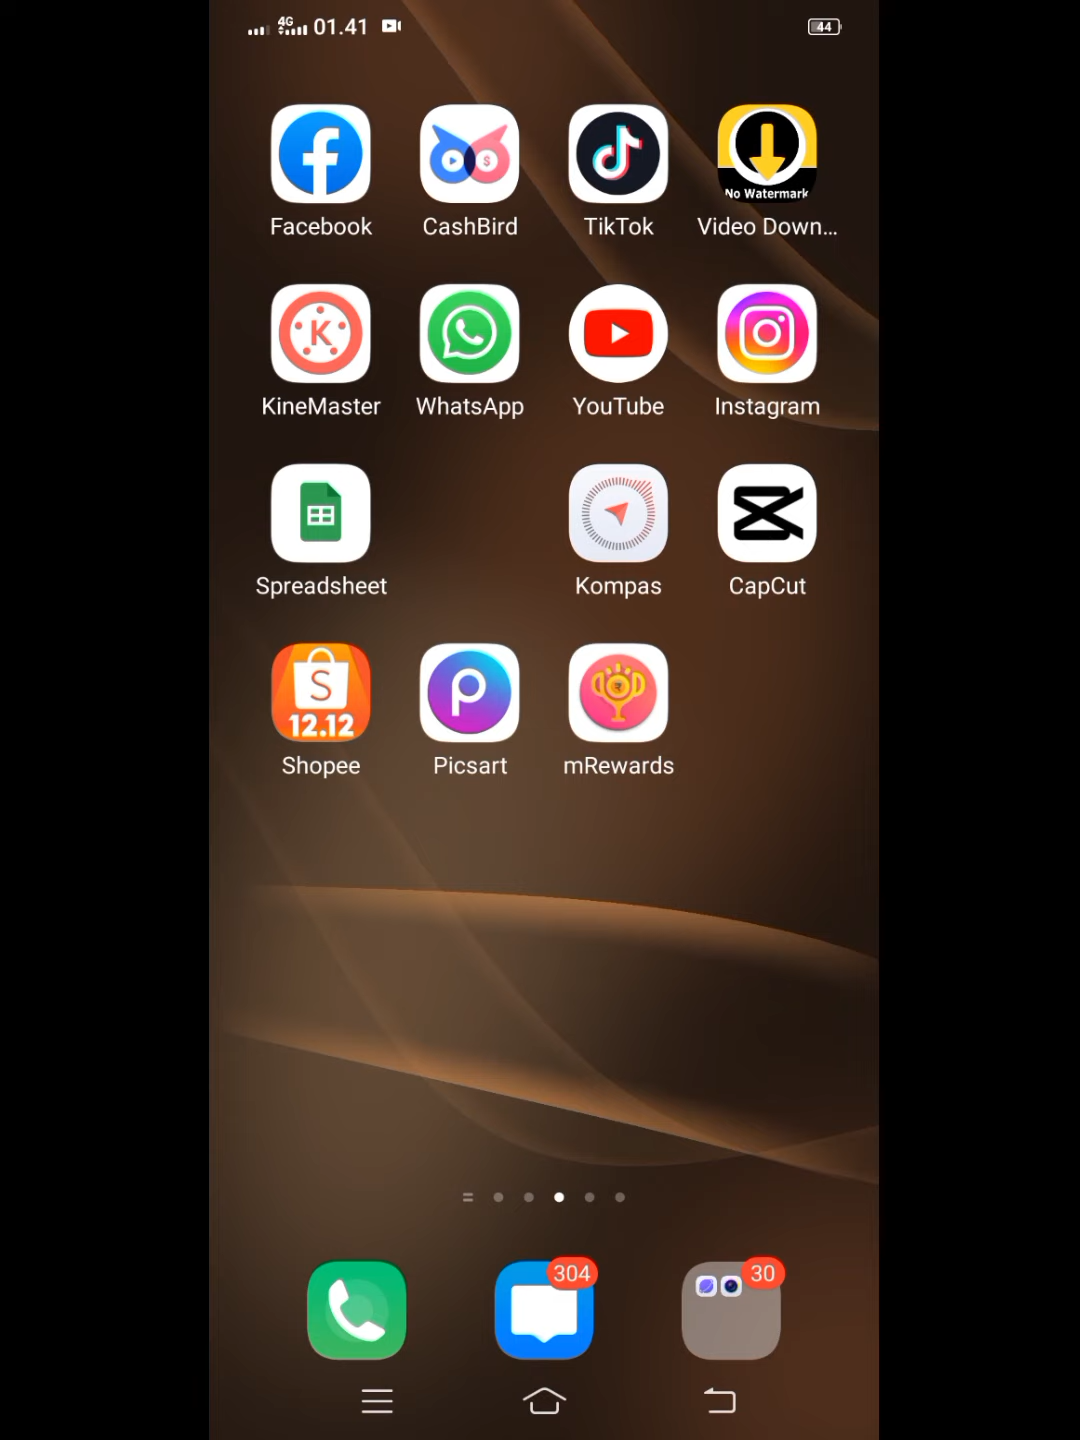 4G 01.41 44
No Watermark
Facebook CashBird TikTok Video Down...
KineMaster WhatsApp YouTube Instagram
Spreadsheet Kompas CapCut
S
12.12
Shopee Picsart mRewards
304 30